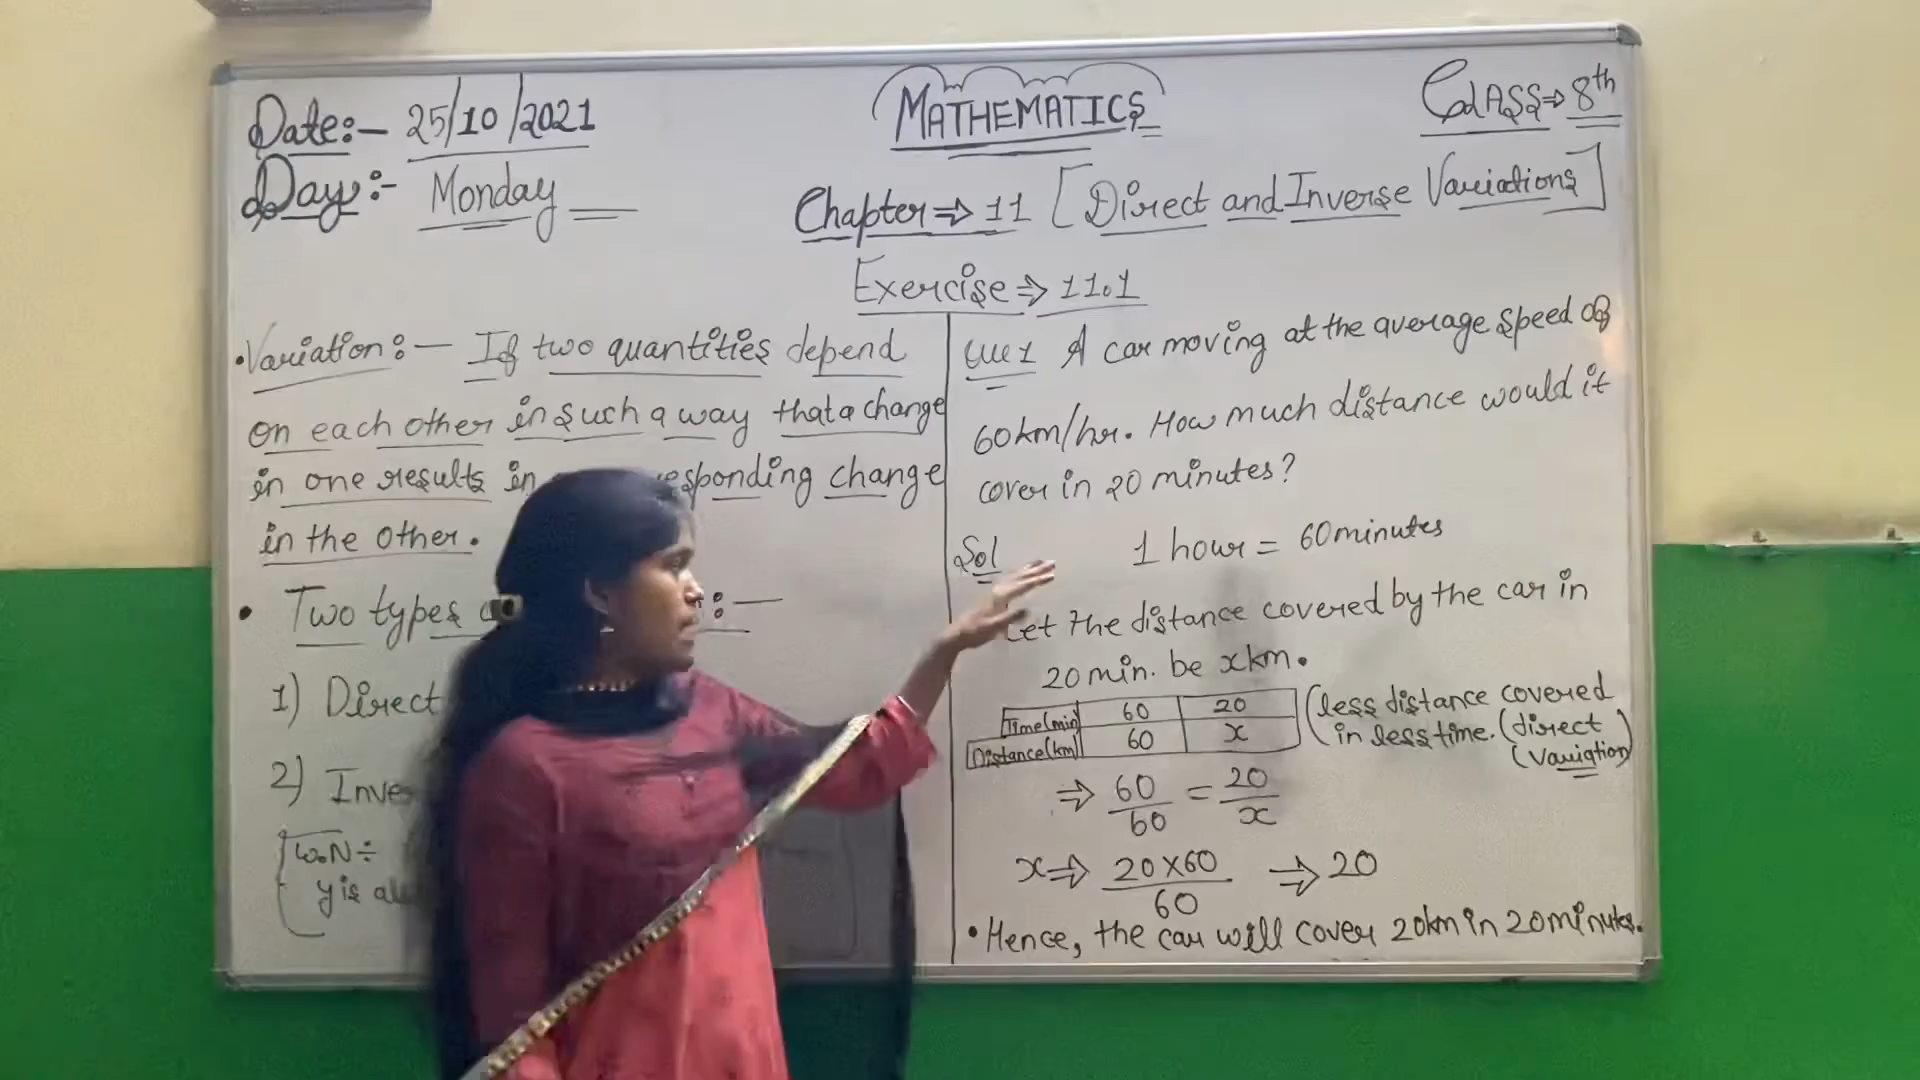 Date:- 25/10/2021
Day:- Monday
MATHEMATICS
CLASS⇒ 8th
Chapter⇒ 11 [Direct and Inverse Variations]
Exercise⇒ 11.1
•Variation:- If two quantities depend
on each other in such a way that a change
in one results in esponding change
in the other.
• Two types :-
1) Direct
2) Inve
W.N÷
y is al
Que 1 A car moving at the average speed of
60km/hr. How much distance would it
cover in 20 minutes?
Sol 1 hour = 60 minutes
Let the distance covered by the car in
20 min. be x km.
Time(min) 60 20
Distance(km) 60 x
(less distance covered
in less time. (direct
(variation)
⇒ 60/60 = 20/x
x⇒ 20×60/60 ⇒ 20
• Hence, the car will cover 20km in 20 minutes.